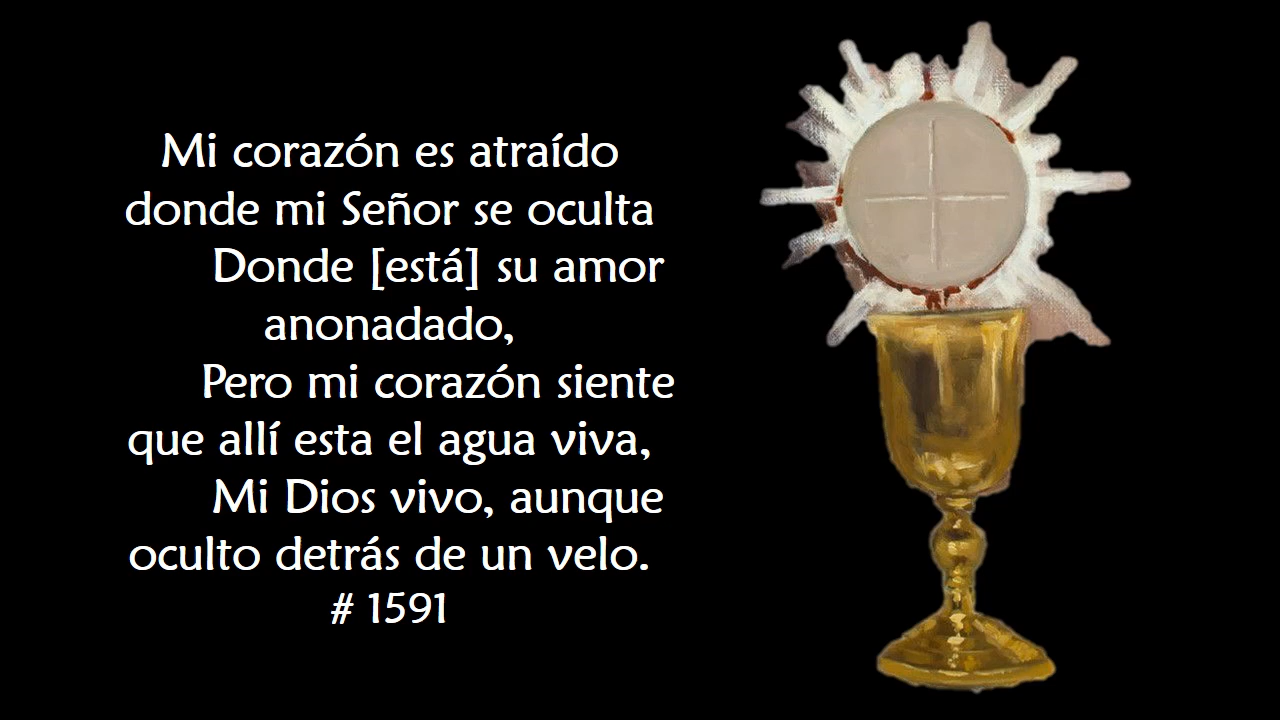 Mi corazón es atraído
donde mi Señor se oculta
Donde [está] su amor
anonadado,
Pero mi corazón siente
que allí esta el agua viva,
Mi Dios vivo, aunque
oculto detrás de un velo.
# 1591